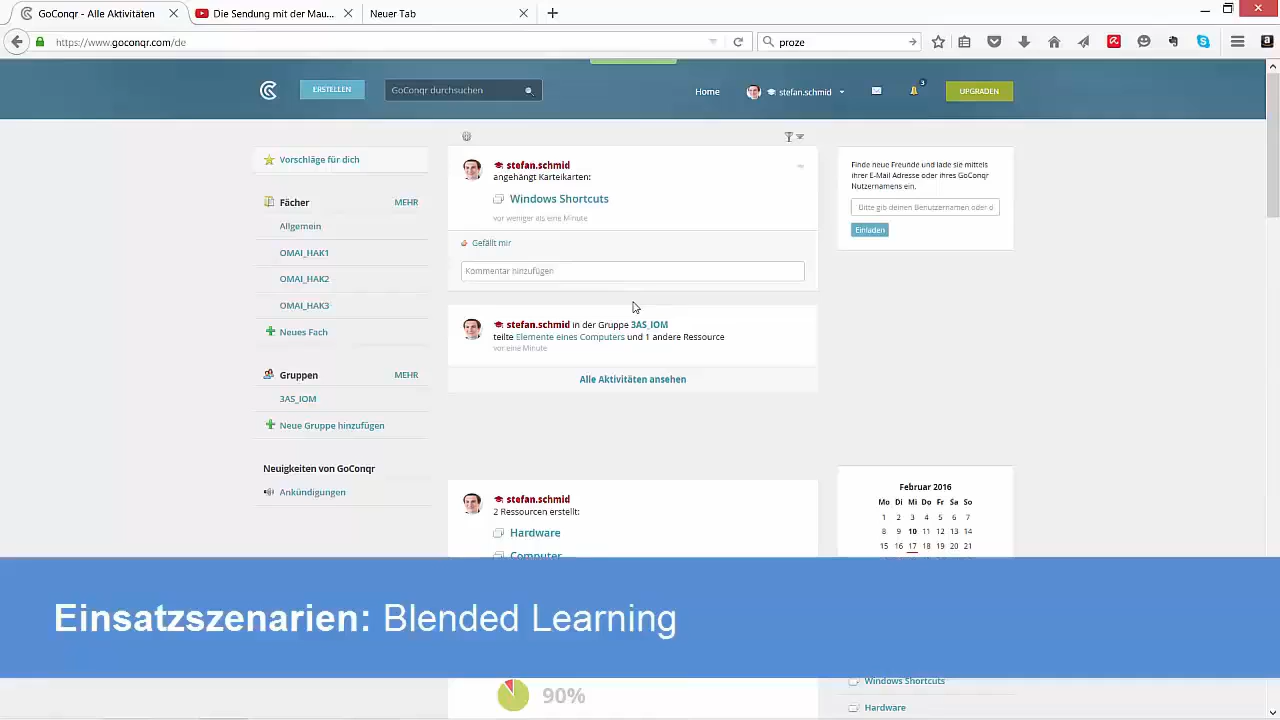 GoConqr - Alle Aktivitäten
Die Sendung mit der Mau...
Neuer Tab
https://www.goconqr.com/de
proze
ERSTELLEN
GoConqr durchsuchen
Home
stefan.schmid
3
UPGRADEN
Vorschläge für dich
Fächer
MEHR
Allgemein
OMAI_HAK1
OMAI_HAK2
OMAI_HAK3
Neues Fach
Gruppen
MEHR
3AS_IOM
Neue Gruppe hinzufügen
Neuigkeiten von GoConqr
Ankündigungen
stefan.schmid
angehängt Karteikarten:
Windows Shortcuts
vor weniger als eine Minute
Gefällt mir
Kommentar hinzufügen
stefan.schmid in der Gruppe 3AS_IOM
teilte Elemente eines Computers und 1 andere Ressource
vor eine Minute
Alle Aktivitäten ansehen
stefan.schmid
2 Ressourcen erstellt:
Hardware
Computer
Finde neue Freunde und lade sie mittels
ihrer E-Mail Adresse oder ihres GoConqr
Nutzernamens ein.
Bitte gib deinen Benutzernamen oder d
Einladen
Februar 2016
Mo Di Mi Do Fr Sa So
1 2 3 4 5 6 7
8 9 10 11 12 13 14
15 16 17 18 19 20 21
Einsatzszenarien: Blended Learning
90%
Windows Shortcuts
Hardware